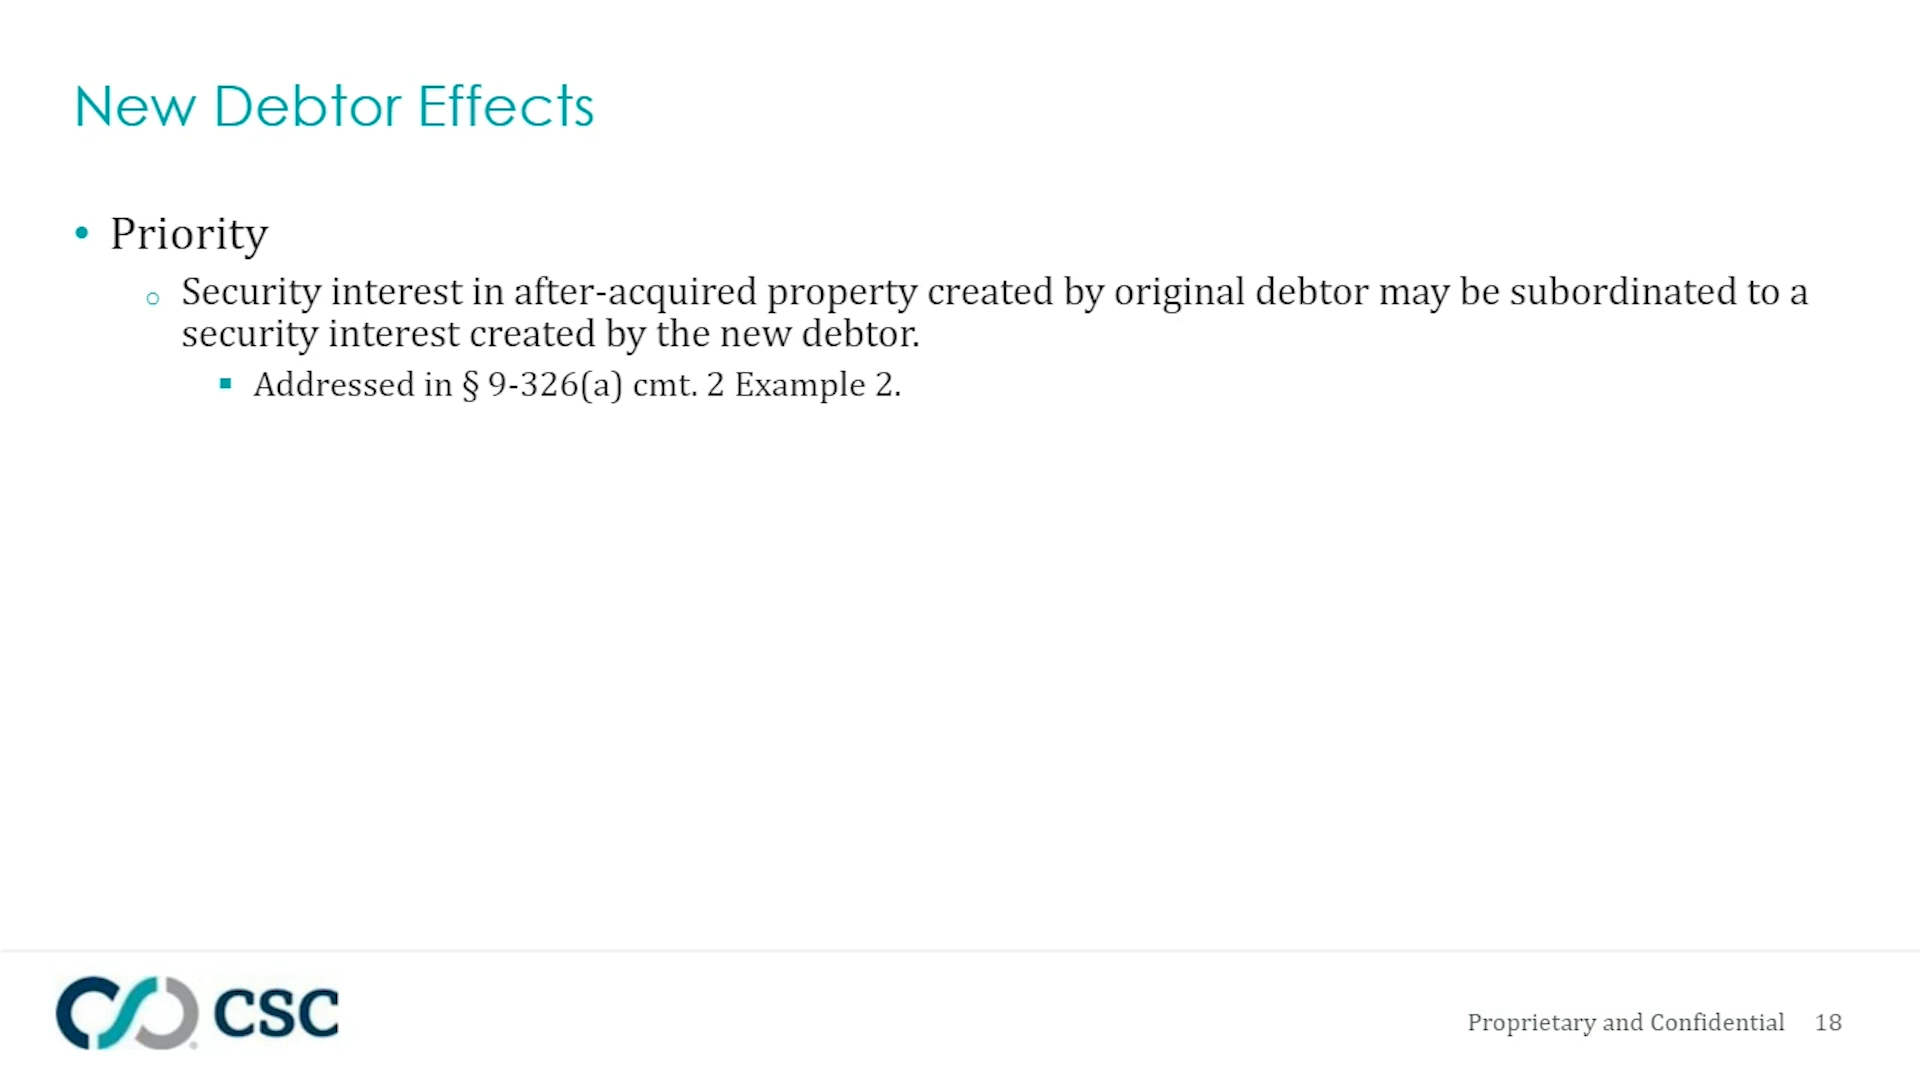 New Debtor Effects
• Priority
o Security interest in after-acquired property created by original debtor may be subordinated to a
security interest created by the new debtor.
▪ Addressed in § 9-326(a) cmt. 2 Example 2.
CSC
Proprietary and Confidential 18